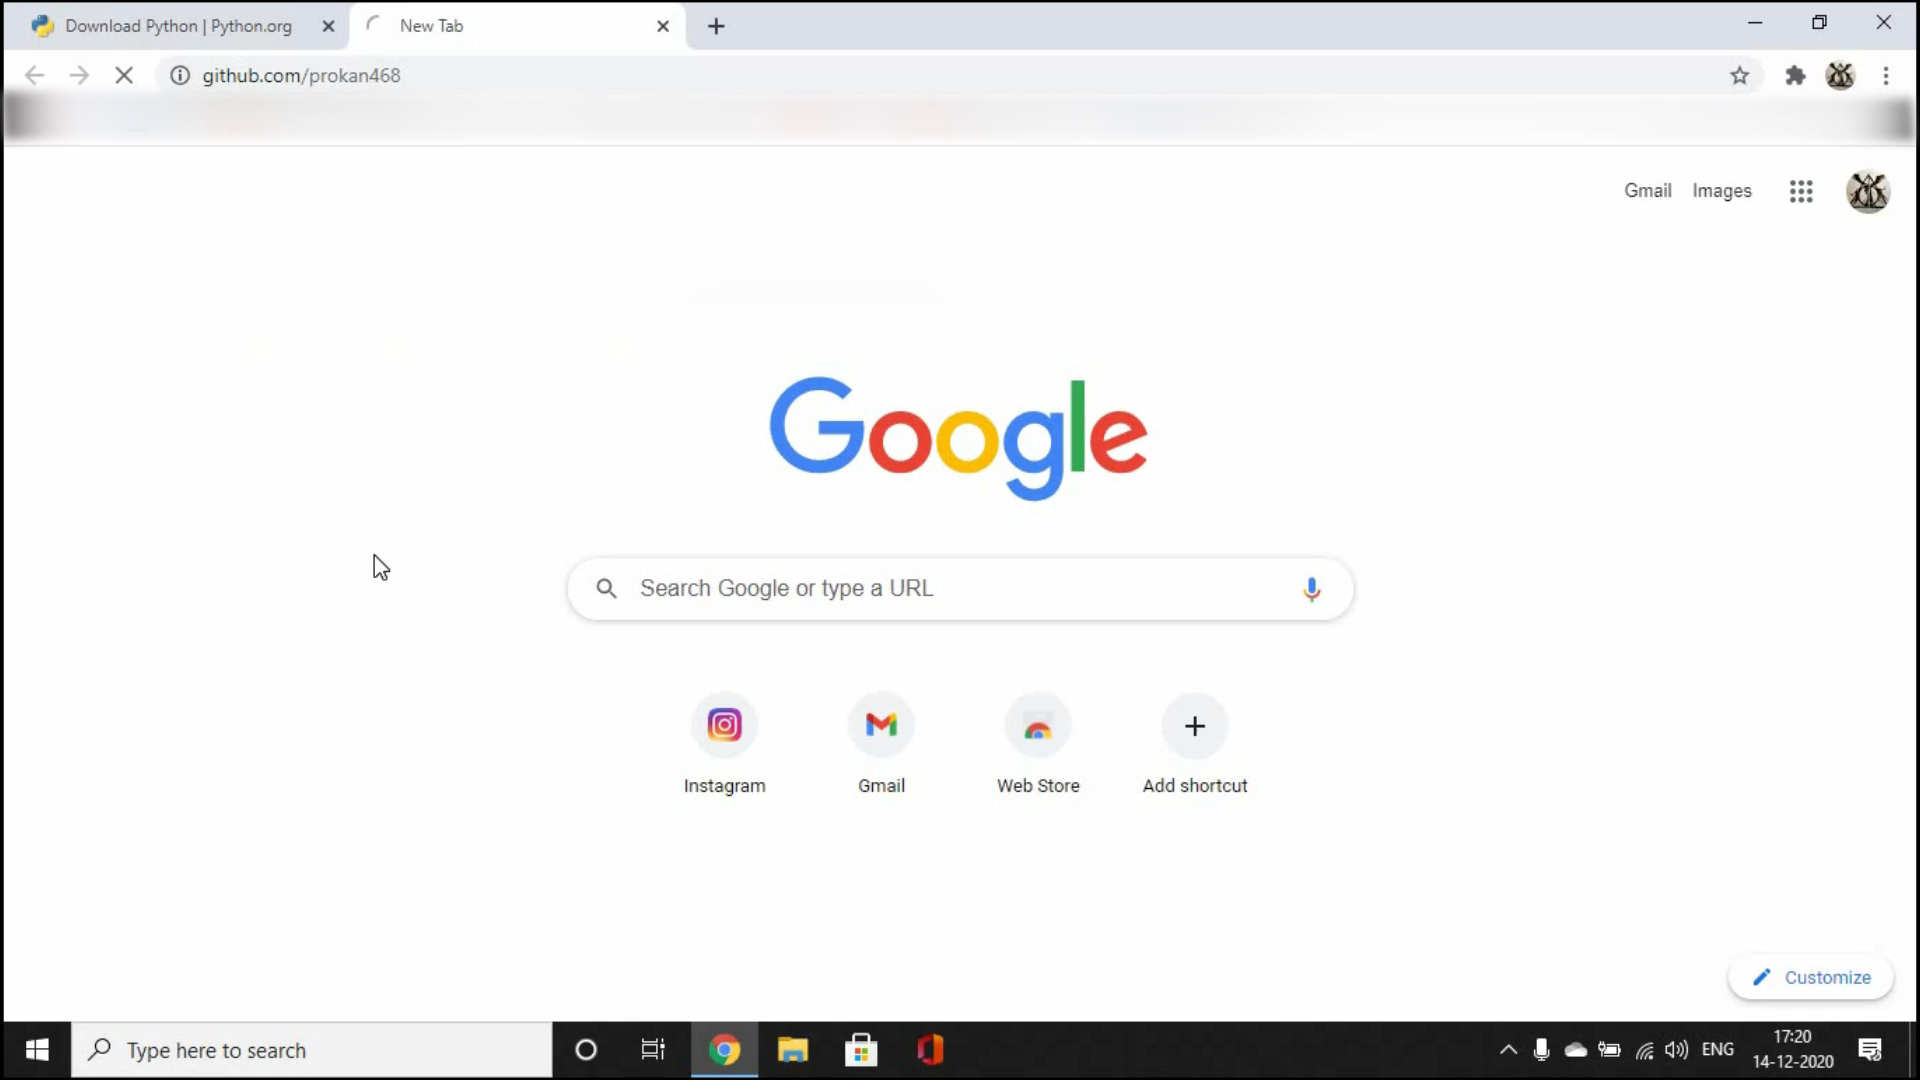 Download Python | Python.org
New Tab
github.com/prokan468
Gmail Images
Google
Search Google or type a URL
Instagram
Gmail
Web Store
Add shortcut
Customize
Type here to search
ENG
17:20
14-12-2020